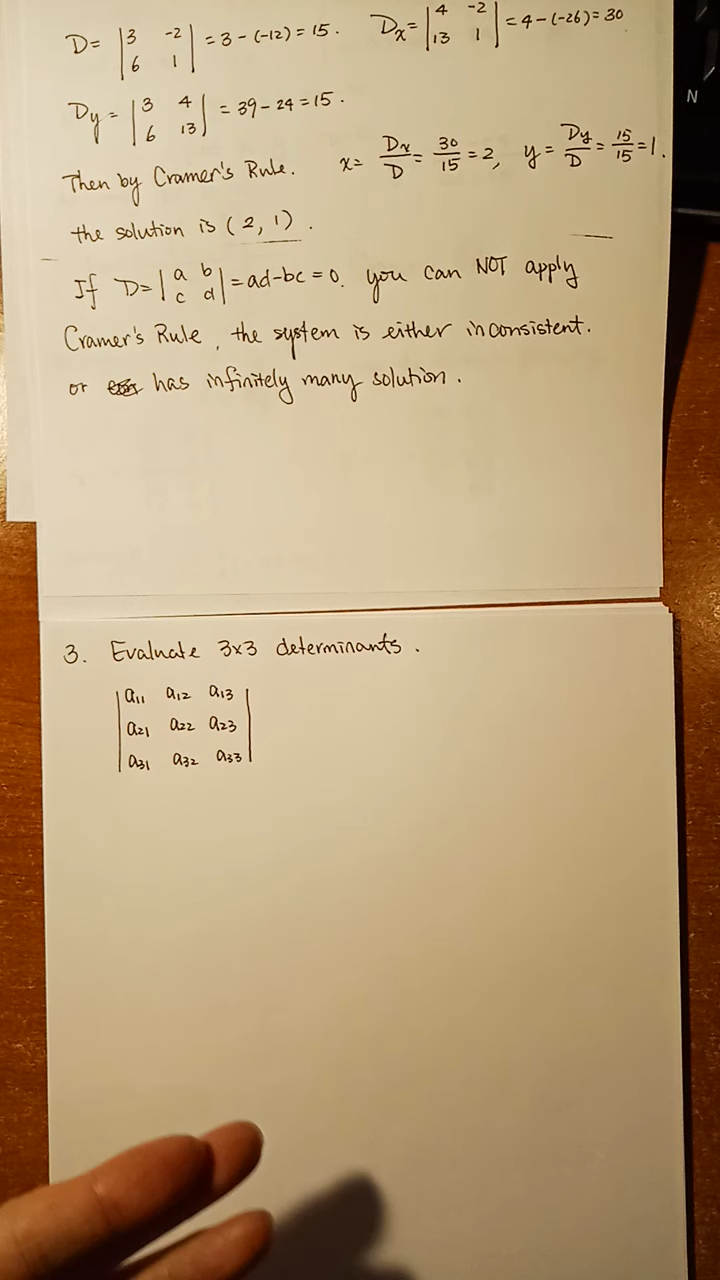 D= |3 -2| = 3 - (-12) = 15. Dx= |4 -2| = 4 - (-26) = 30
|6 1| |13 1|
Dy = |3 4| = 39 - 24 = 15.
|6 13|
Then by Cramer's Rule. x= Dx/D = 30/15 = 2, y = Dy/D = 15/15 = 1.
the solution is (2, 1).
If D= |a b| = ad-bc = 0. you can NOT apply
|c d|
Cramer's Rule, the system is either inconsistent.
or has infinitely many solution.
N
3. Evaluate 3×3 determinants.
|a11 a12 a13|
|a21 a22 a23|
|a31 a32 a33|